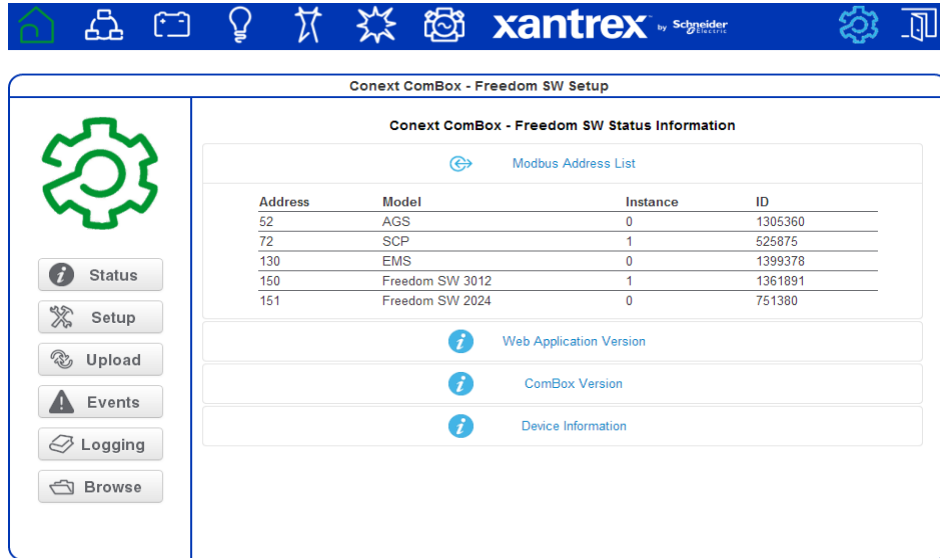 xantrex by Schneider Electric
Conext ComBox - Freedom SW Setup
Conext ComBox - Freedom SW Status Information
Modbus Address List
Address Model Instance ID
52 AGS 0 1305360
72 SCP 1 525875
130 EMS 0 1399378
150 Freedom SW 3012 1 1361891
151 Freedom SW 2024 0 751380
Web Application Version
ComBox Version
Device Information
Status
Setup
Upload
Events
Logging
Browse